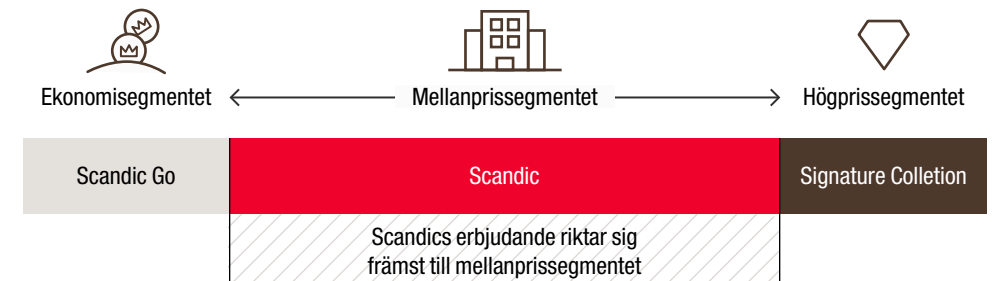 Ekonomisegmentet
Mellanprissegmentet
Högprissegmentet
Scandic Go
Scandic
Signature Colletion
Scandics erbjudande riktar sig
främst till mellanprissegmentet